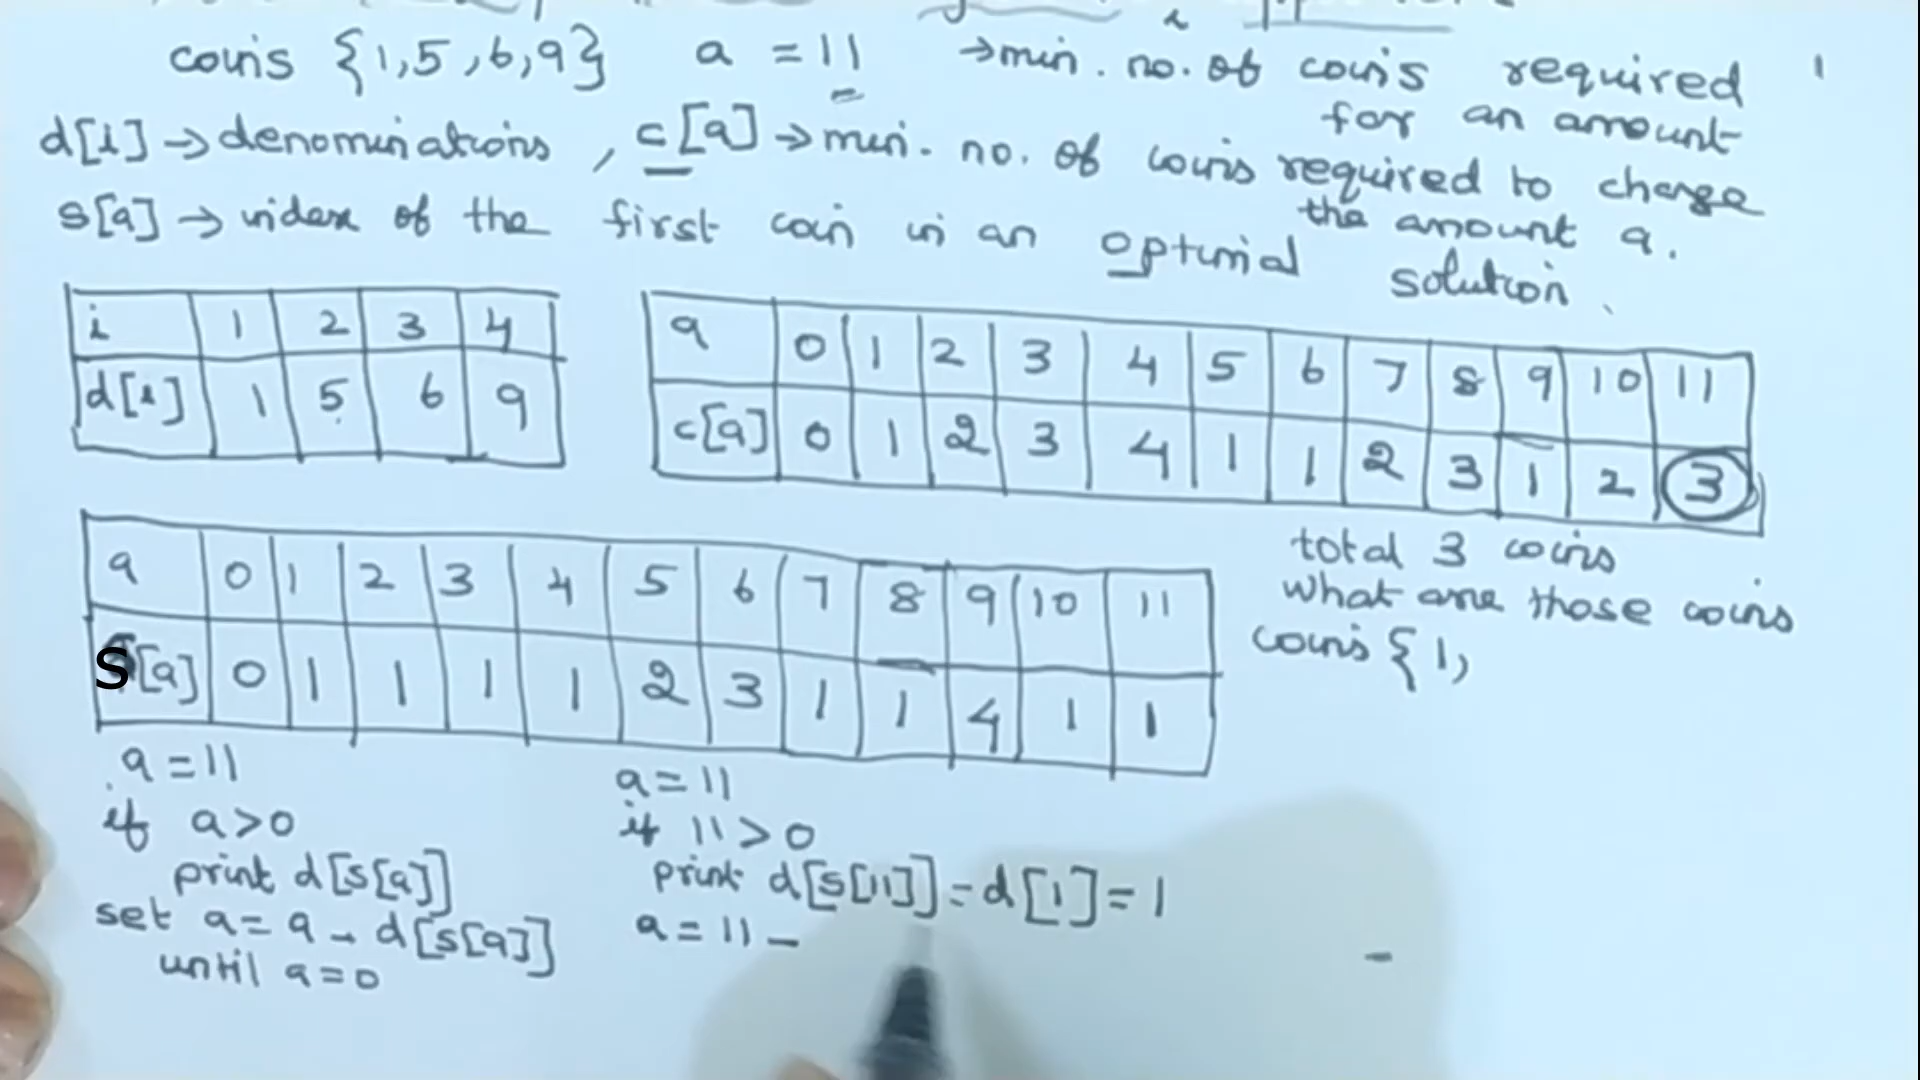 coins {1,5,6,9} a = 11 → min. no. of coins required for an amount
d[i] → denominations, c[a] → min. no. of coins required to change the amount a.
s[a] → index of the first coin in an optimal solution.
i 1 2 3 4
d[i] 1 5 6 9
a 0 1 2 3 4 5 6 7 8 9 10 11
c[a] 0 1 2 3 4 1 1 2 3 1 2 3
a 0 1 2 3 4 5 6 7 8 9 10 11
S[a] 0 1 1 1 1 2 3 1 1 4 1 1
total 3 coins
what are those coins
coins {1,
a = 11
if a > 0
print d[s[a]]
set a = a - d[s[a]]
until a = 0
a = 11
if 11 > 0
print d[s[11]] = d[1] = 1
a = 11 -